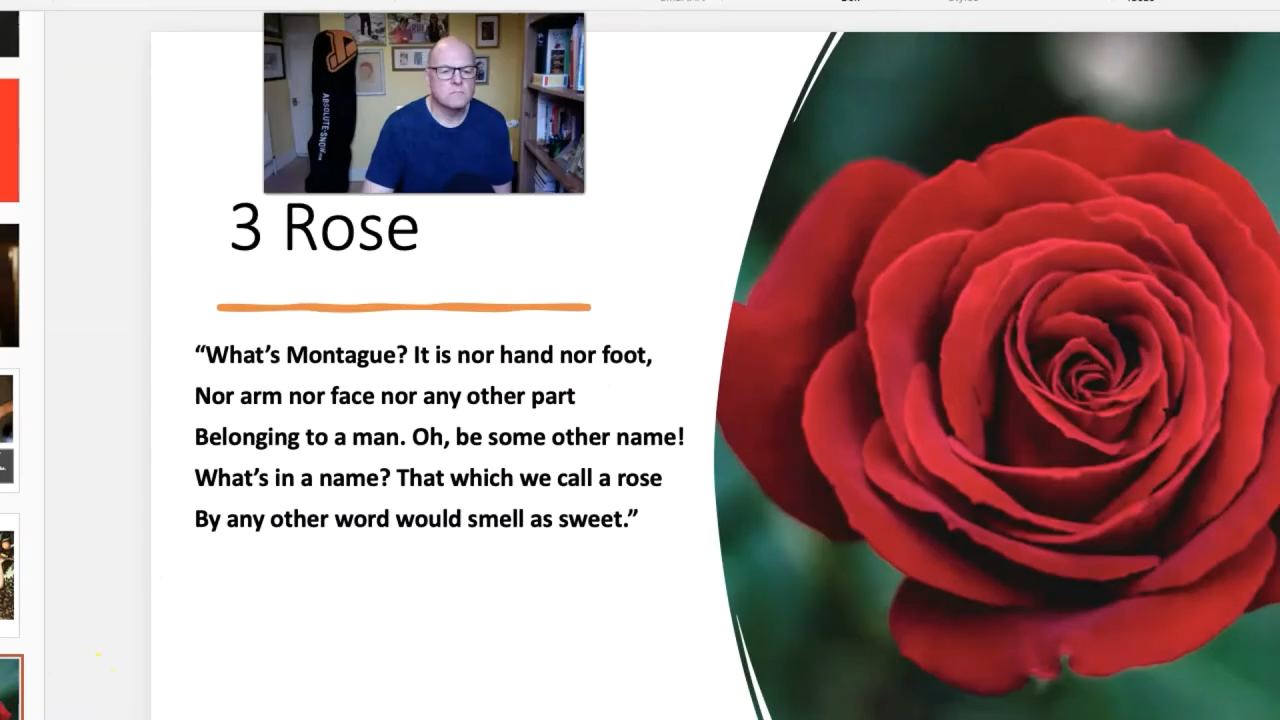 ABSOLUTE-SNOW
3 Rose
“What’s Montague? It is nor hand nor foot,
Nor arm nor face nor any other part
Belonging to a man. Oh, be some other name!
What’s in a name? That which we call a rose
By any other word would smell as sweet.”